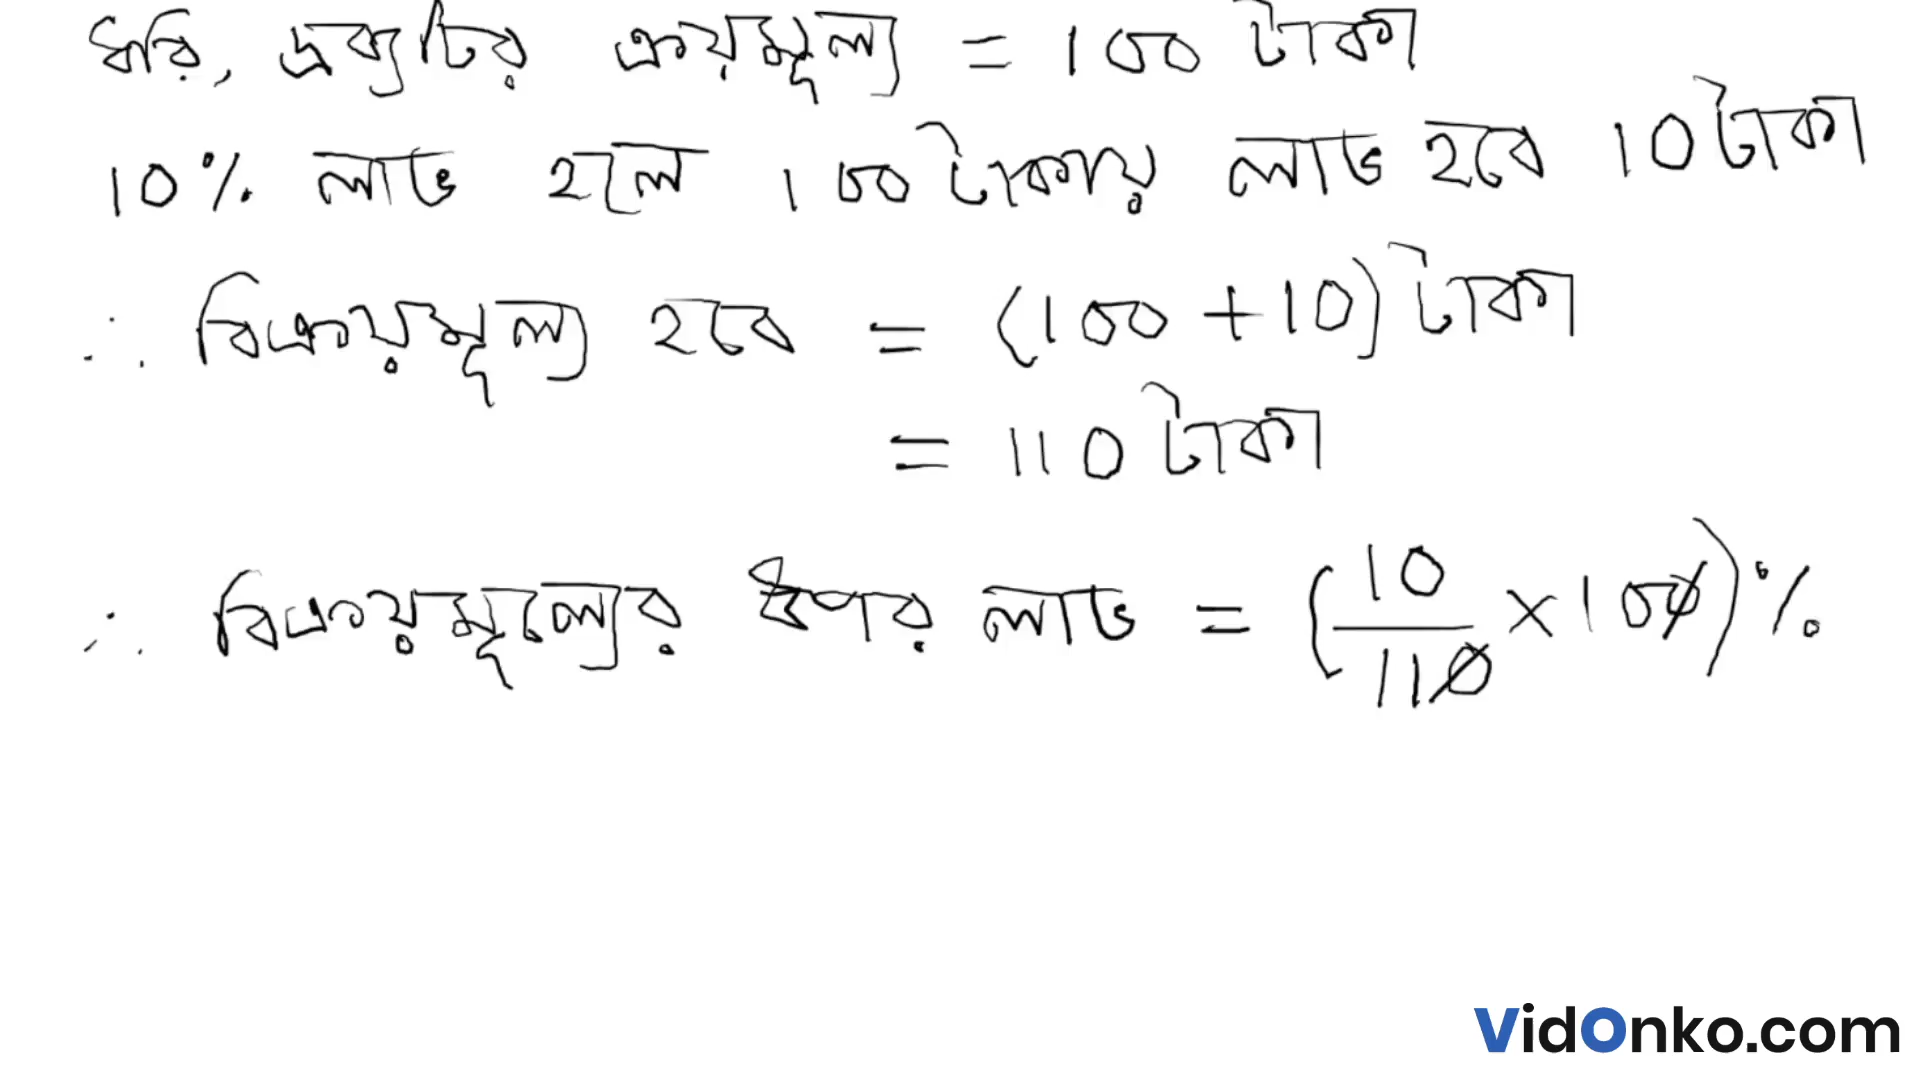 ধরি, দ্রব্যটির ক্রয়মূল্য = 100 টাকা
10% লাভ হলে 100 টাকায় লাভ হবে 10 টাকা
∴ বিক্রয়মূল্য হবে = (100 + 10) টাকা
= 110 টাকা
∴ বিক্রয়মূল্যের উপর লাভ = (10/110 × 100) %
VidOnko.com